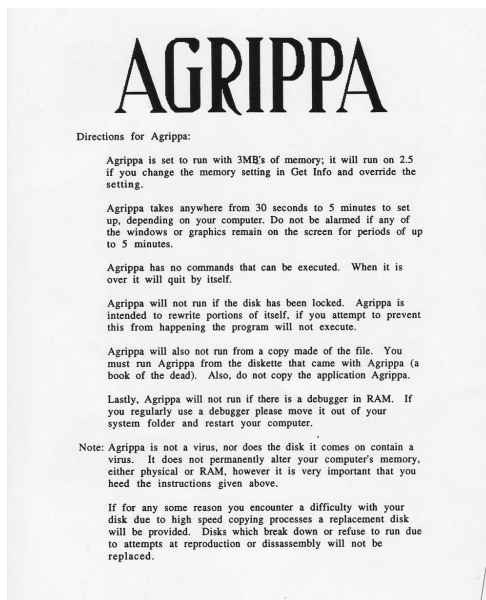 AGRIPPA
Directions for Agrippa:
Agrippa is set to run with 3MB's of memory; it will run on 2.5
if you change the memory setting in Get Info and override the
setting.
Agrippa takes anywhere from 30 seconds to 5 minutes to set
up, depending on your computer. Do not be alarmed if any of
the windows or graphics remain on the screen for periods of up
to 5 minutes.
Agrippa has no commands that can be executed. When it is
over it will quit by itself.
Agrippa will not run if the disk has been locked. Agrippa is
intended to rewrite portions of itself, if you attempt to prevent
this from happening the program will not execute.
Agrippa will also not run from a copy made of the file. You
must run Agrippa from the diskette that came with Agrippa (a
book of the dead). Also, do not copy the application Agrippa.
Lastly, Agrippa will not run if there is a debugger in RAM. If
you regularly use a debugger please move it out of your
system folder and restart your computer.
Note: Agrippa is not a virus, nor does the disk it comes on contain a
virus. It does not permanently alter your computer's memory,
either physical or RAM, however it is very important that you
heed the instructions given above.
If for any some reason you encounter a difficulty with your
disk due to high speed copying processes a replacement disk
will be provided. Disks which break down or refuse to run due
to attempts at reproduction or dissassembly will not be
replaced.